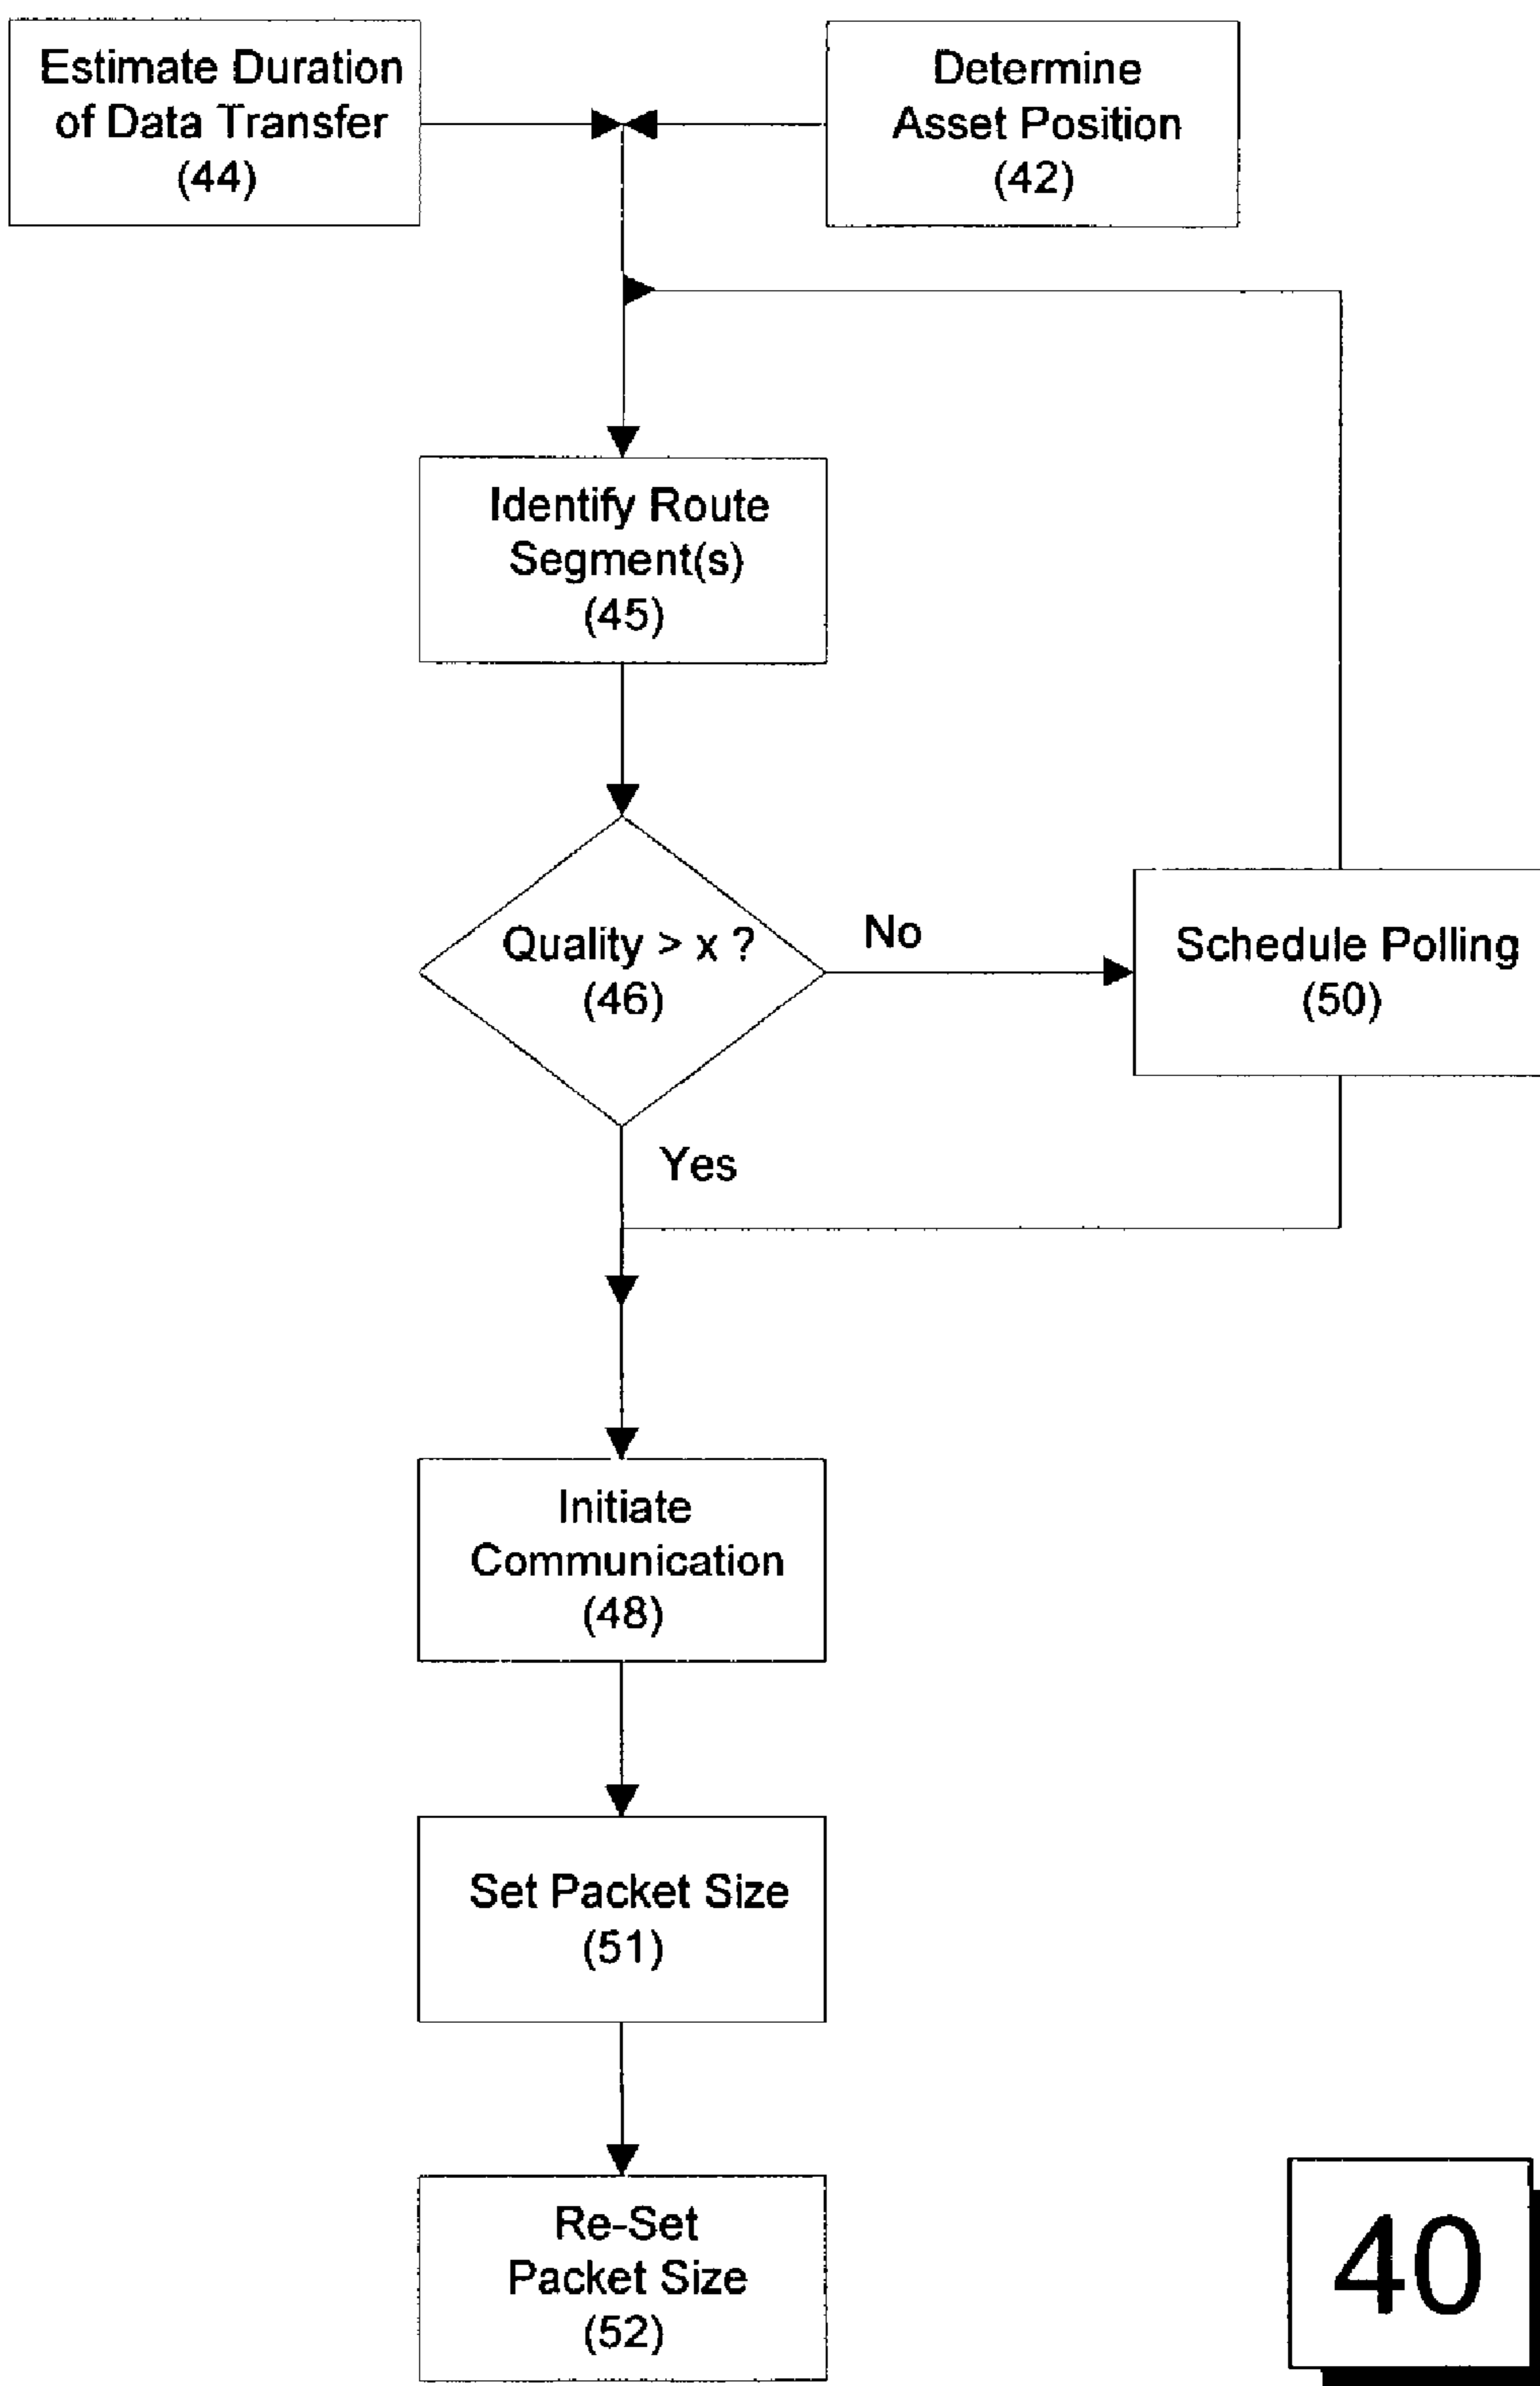 Estimate Duration
of Data Transfer
(44)
Determine
Asset Position
(42)
Identify Route
Segment(s)
(45)
Quality > x ?
(46)
No
Schedule Polling
(50)
Yes
Initiate
Communication
(48)
Set Packet Size
(51)
Re-Set
Packet Size
(52)
40